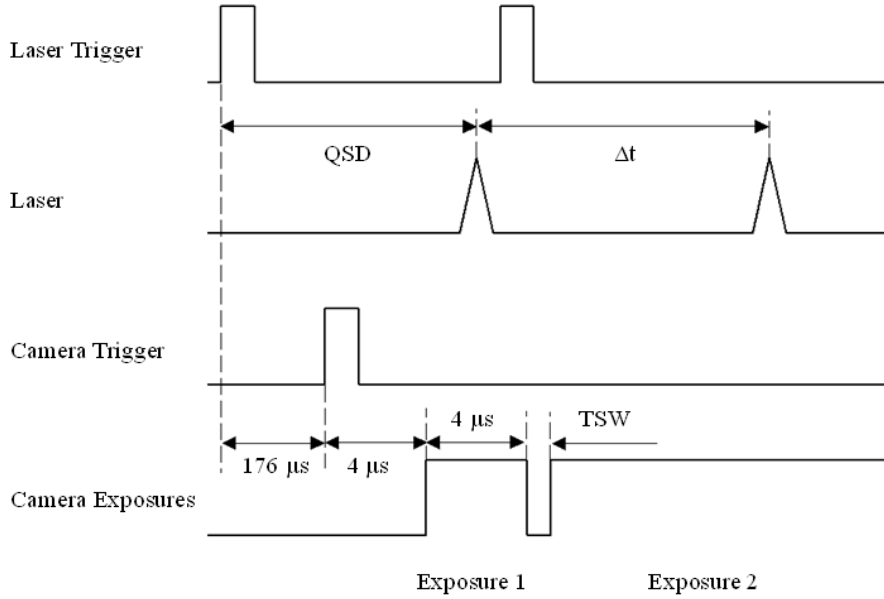 Laser Trigger
QSD
Δt
Laser
Camera Trigger
4 µs
TSW
176 µs
4 µs
Camera Exposures
Exposure 1
Exposure 2